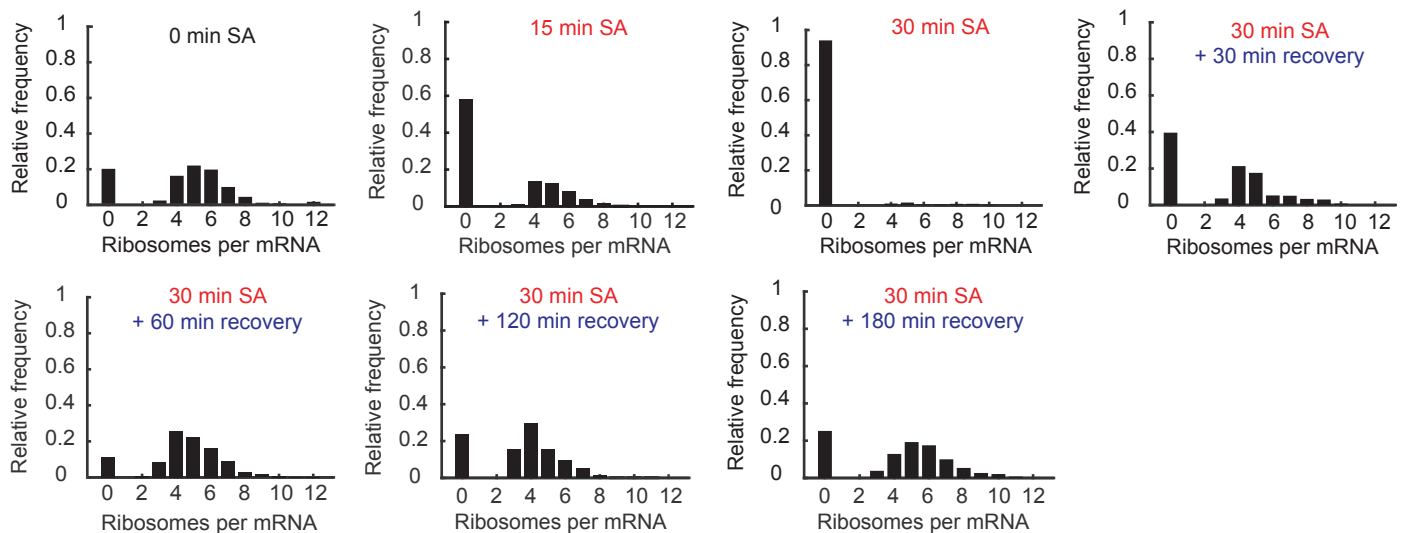 Relative frequency
1
0.8
0.6
0.4
0.2
0
0 min SA
0 2 4 6 8 10 12
Ribosomes per mRNA
Relative frequency
1
0.8
0.6
0.4
0.2
0
15 min SA
0 2 4 6 8 10 12
Ribosomes per mRNA
Relative frequency
1
0.8
0.6
0.4
0.2
0
30 min SA
0 2 4 6 8 10 12
Ribosomes per mRNA
Relative frequency
1
0.8
0.6
0.4
0.2
0
30 min SA
+ 30 min recovery
0 2 4 6 8 10 12
Ribosomes per mRNA
Relative frequency
1
0.8
0.6
0.4
0.2
0
30 min SA
+ 60 min recovery
0 2 4 6 8 10 12
Ribosomes per mRNA
Relative frequency
1
0.8
0.6
0.4
0.2
0
30 min SA
+ 120 min recovery
0 2 4 6 8 10 12
Ribosomes per mRNA
Relative frequency
1
0.8
0.6
0.4
0.2
0
30 min SA
+ 180 min recovery
0 2 4 6 8 10 12
Ribosomes per mRNA